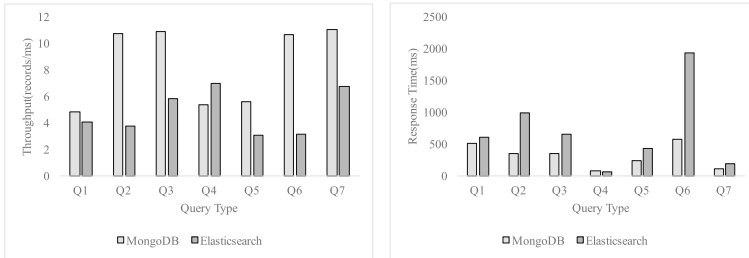 12
10
8
6
4
2
0
Throughput(records/ms)
Q1 Q2 Q3 Q4 Q5 Q6 Q7
Query Type
MongoDB Elasticsearch
2500
2000
1500
1000
500
0
Response Time(ms)
Q1 Q2 Q3 Q4 Q5 Q6 Q7
Query Type
MongoDB Elasticsearch